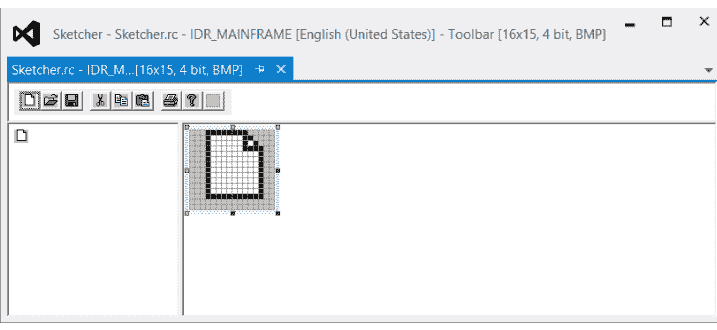 Sketcher - Sketcher.rc - IDR_MAINFRAME [English (United States)] - Toolbar [16x15, 4 bit, BMP]
Sketcher.rc - IDR_M...[16x15, 4 bit, BMP]